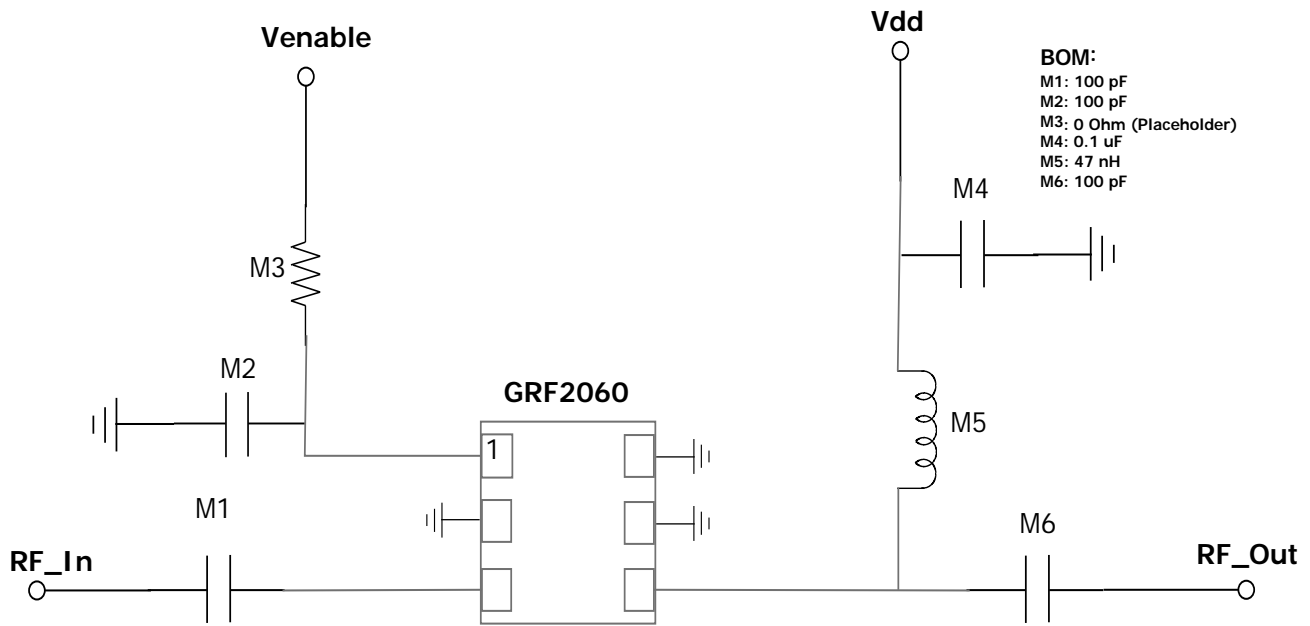 Venable
Vdd
BOM:
M1: 100 pF
M2: 100 pF
M3: 0 Ohm (Placeholder)
M4: 0.1 uF
M5: 47 nH
M6: 100 pF
M4
M3
M2
GRF2060
M5
1
M1
M6
RF_In
RF_Out